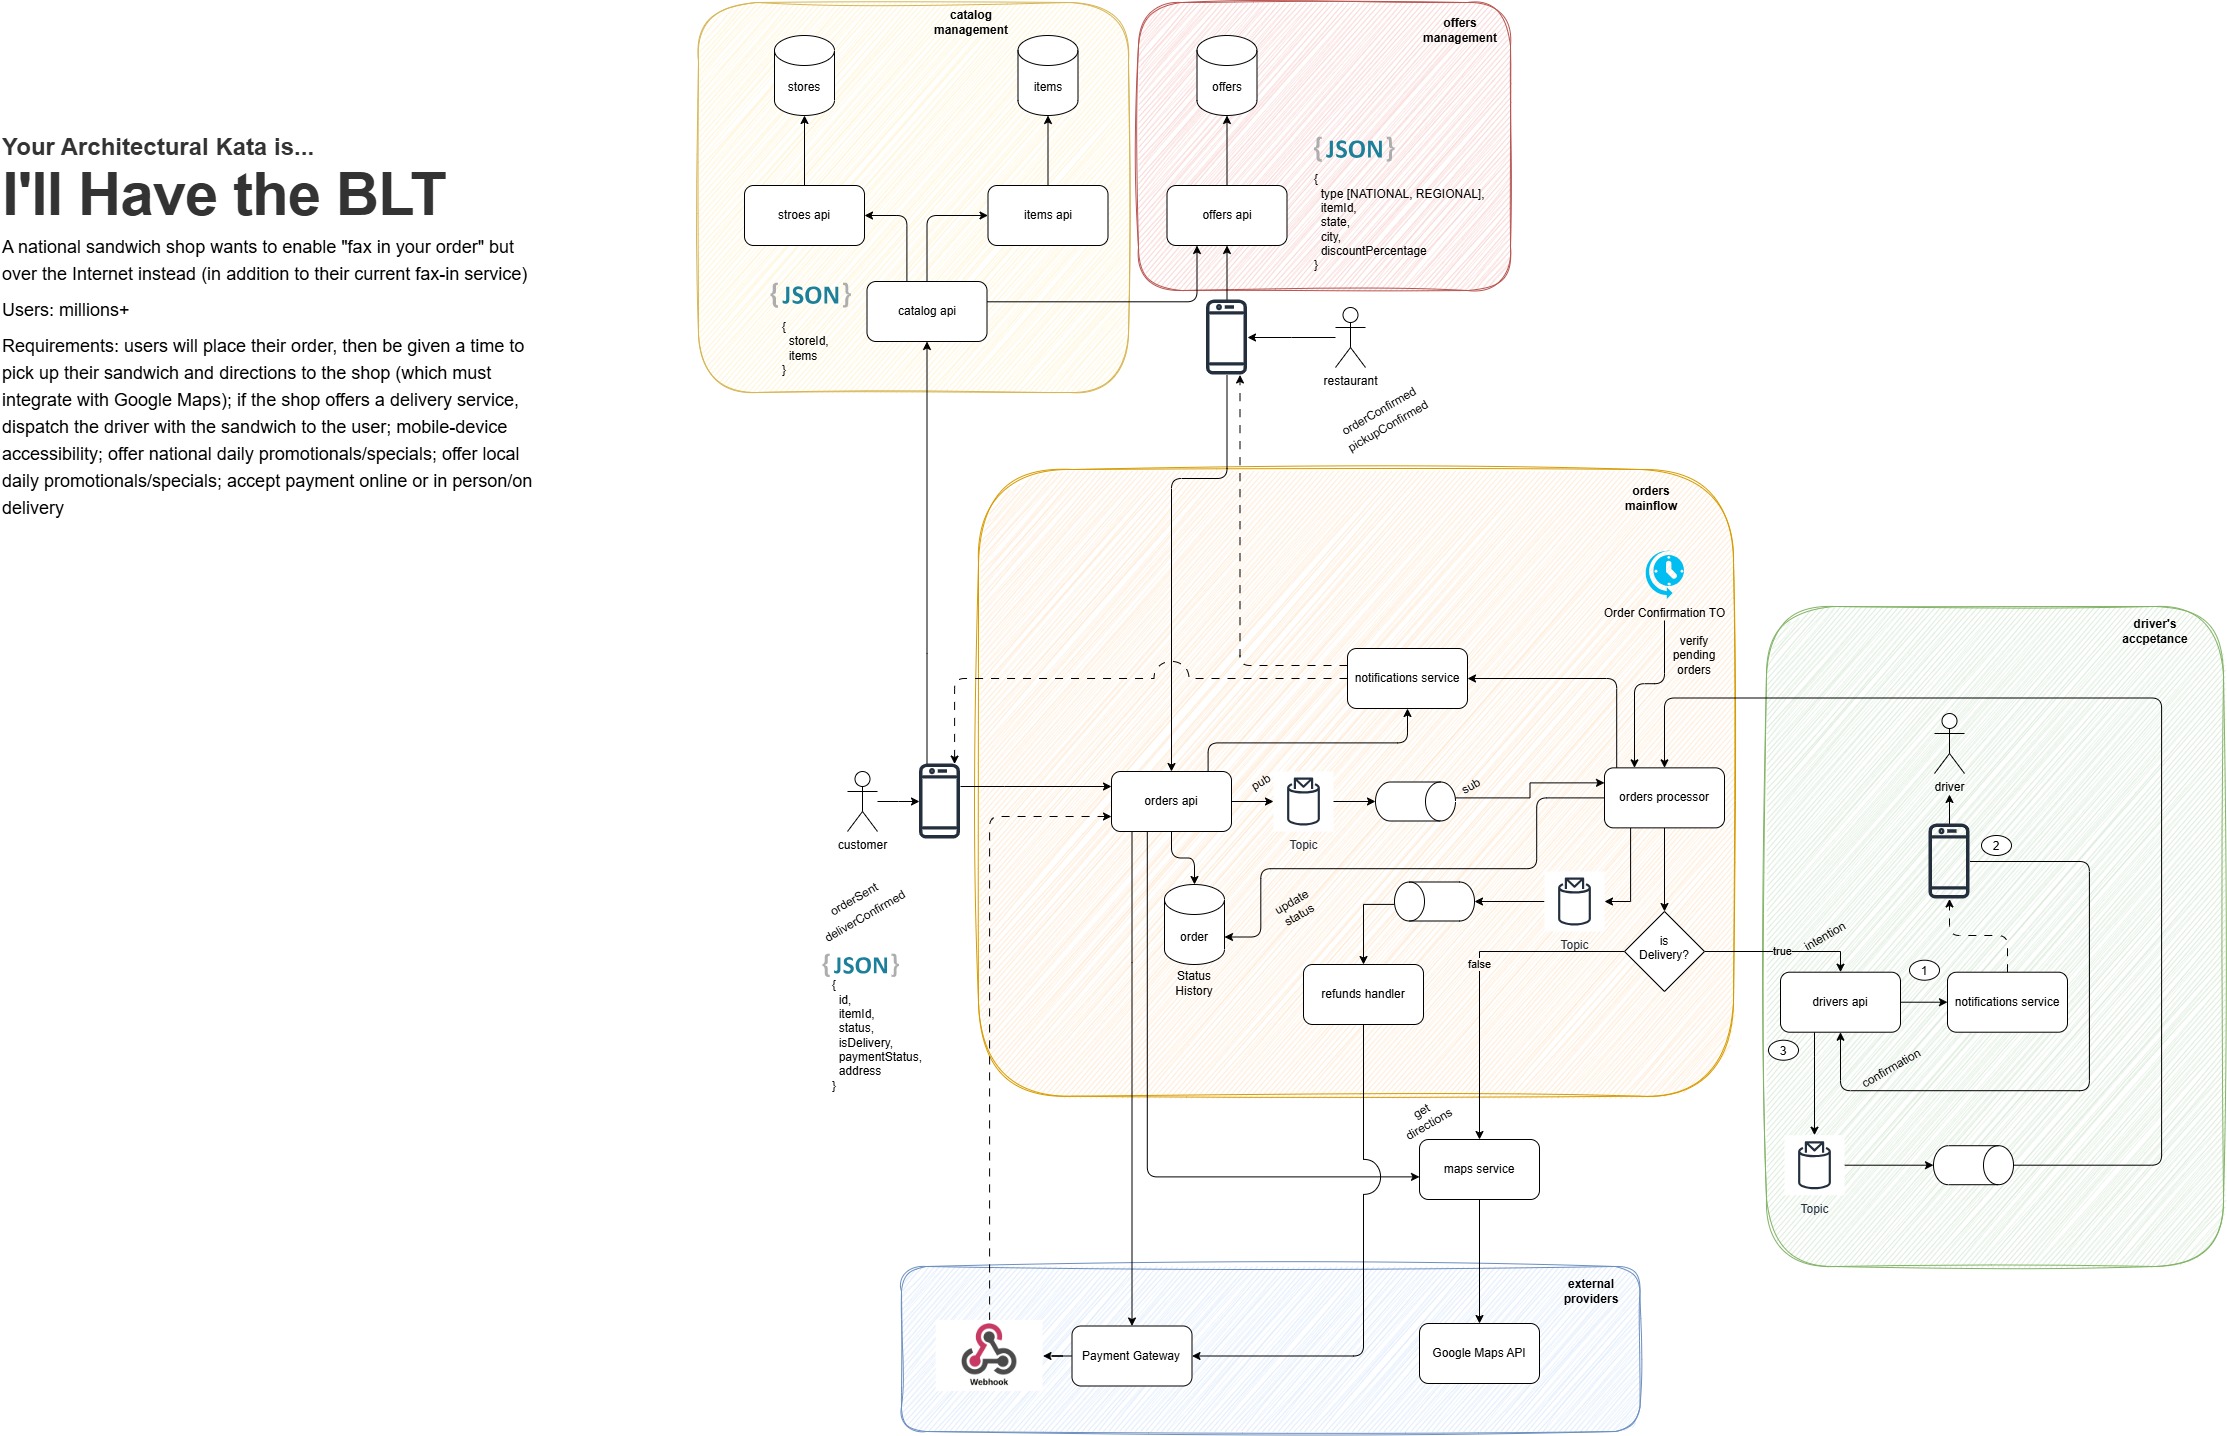 Your Architectural Kata is...
I'll Have the BLT
A national sandwich shop wants to enable "fax in your order" but
over the Internet instead (in addition to their current fax-in service)
Users: millions+
Requirements: users will place their order, then be given a time to
pick up their sandwich and directions to the shop (which must
integrate with Google Maps); if the shop offers a delivery service,
dispatch the driver with the sandwich to the user; mobile-device
accessibility; offer national daily promotionals/specials; offer local
daily promotionals/specials; accept payment online or in person/on
delivery
catalog
management
stores
items
stroes api
items api
{JSON}
{
storeId,
items
}
catalog api
offers
management
offers
offers api
{JSON}
{
type [NATIONAL, REGIONAL],
itemId,
state,
city,
discountPercentage
}
restaurant
orderConfirmed
pickupConfirmed
orders
mainflow
Order Confirmation TO
verify
pending
orders
notifications service
orders api
pub
Topic
sub
orders processor
customer
orderSent
deliverConfirmed
{JSON}
{
id,
itemId,
status,
isDelivery,
paymentStatus,
address
}
order
Status
History
update
status
Topic
refunds handler
is
Delivery?
false
true
intention
driver's
accpetance
driver
2
1
drivers api
notifications service
3
confirmation
Topic
get
directions
maps service
external
providers
Webhook
Payment Gateway
Google Maps API